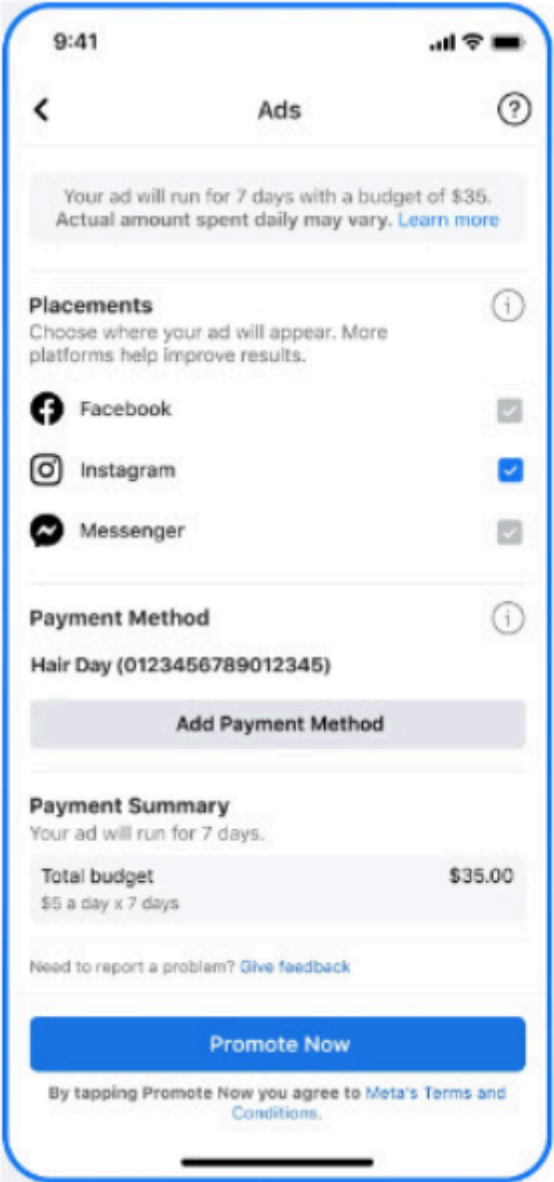 9:41
Ads
Your ad will run for 7 days with a budget of $35.
Actual amount spent daily may vary. Learn more
Placements
Choose where your ad will appear. More
platforms help improve results.
Facebook
Instagram
Messenger
Payment Method
Hair Day (0123456789012345)
Add Payment Method
Payment Summary
Your ad will run for 7 days.
Total budget $35.00
$5 a day x 7 days
Need to report a problem? Give feedback
Promote Now
By tapping Promote Now you agree to Meta's Terms and
Conditions.